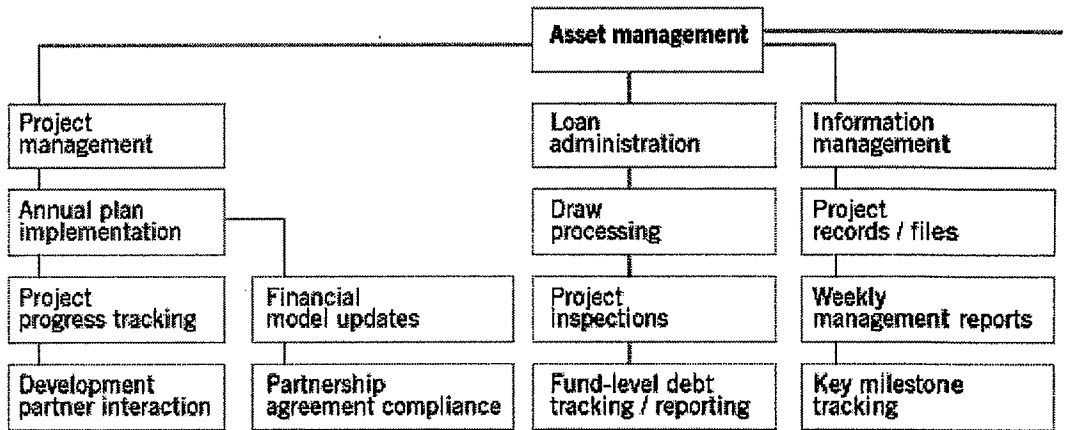 Asset management
Project
management
Loan
administration
Information
management
Annual plan
implementation
Draw
processing
Project
records / files
Project
progress tracking
Financial
model updates
Project
inspections
Weekly
management reports
Development
partner interaction
Partnership
agreement compliance
Fund-level debt
tracking / reporting
Key milestone
tracking